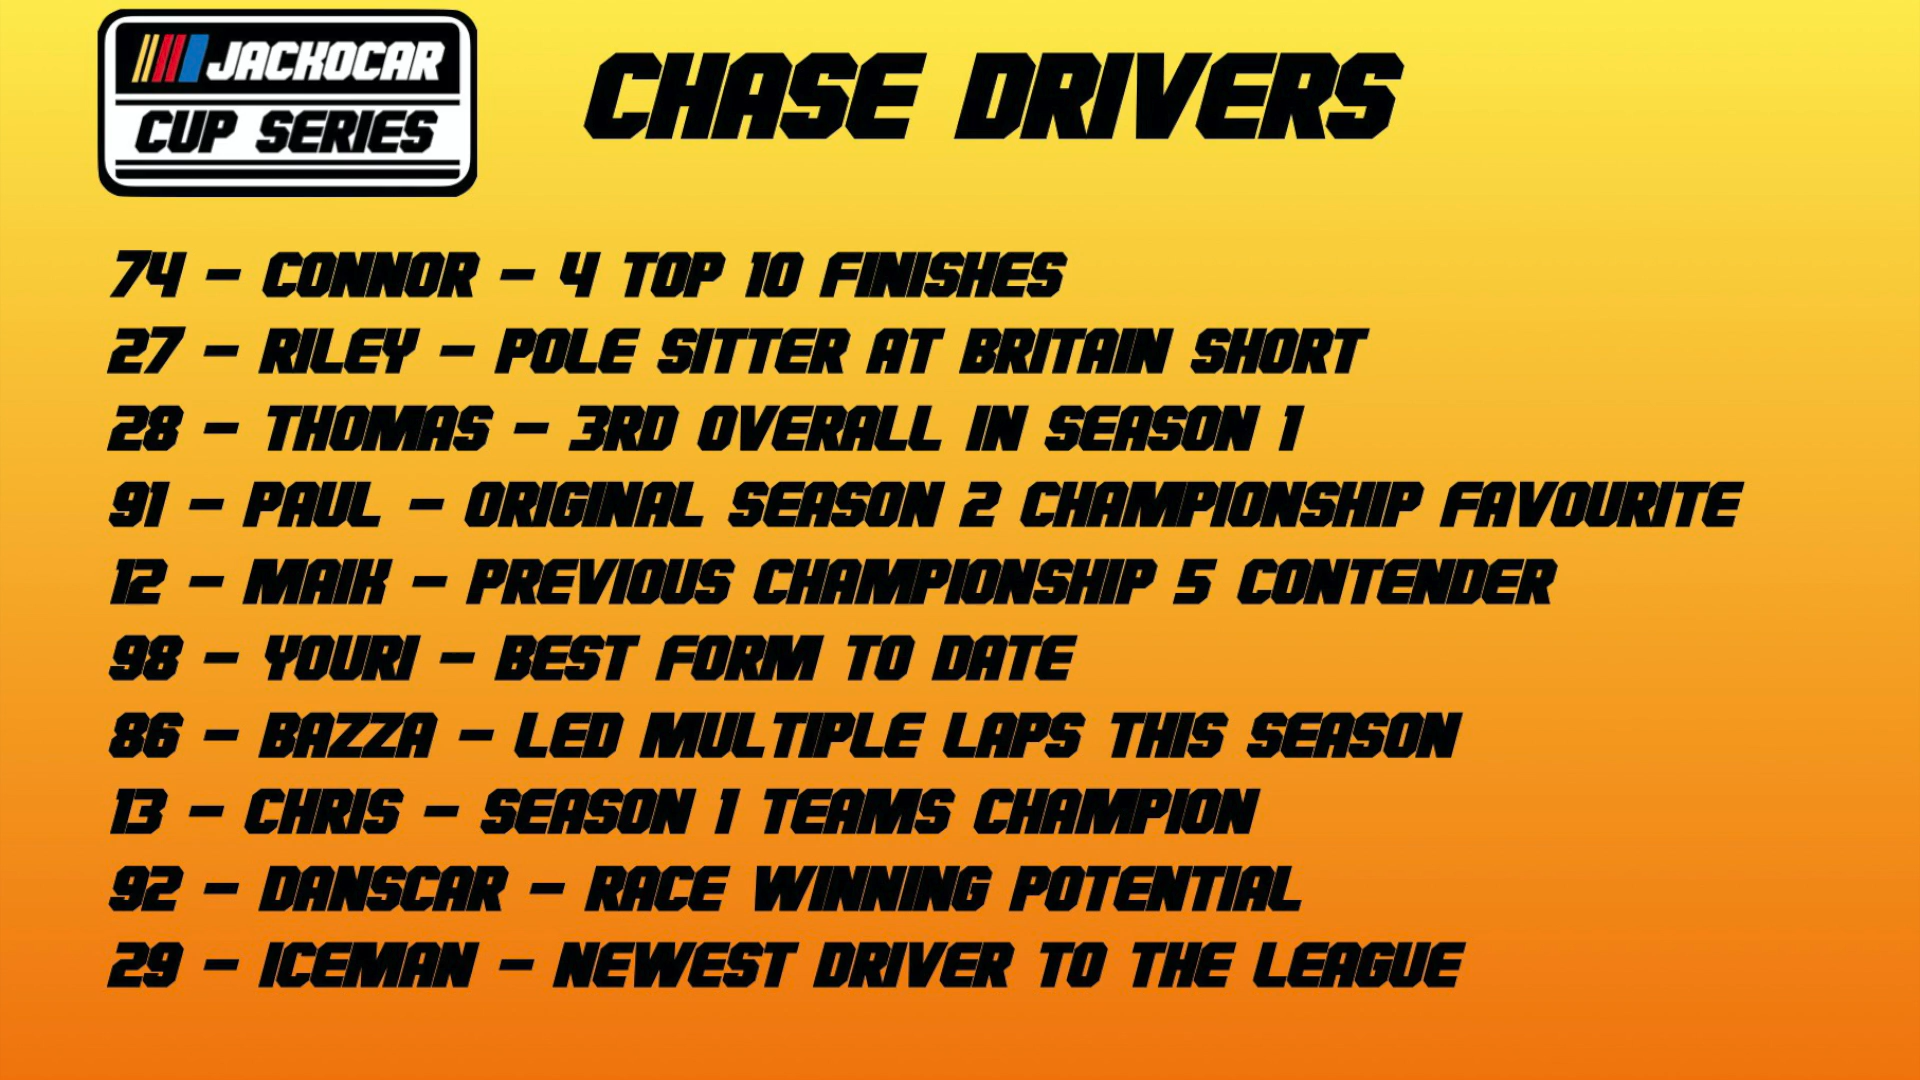 JACKOCAR
CUP SERIES
CHASE DRIVERS
74 - CONNOR - 4 TOP 10 FINISHES
27 - RILEY - POLE SITTER AT BRITAIN SHORT
28 - THOMAS - 3RD OVERALL IN SEASON 1
91 - PAUL - ORIGINAL SEASON 2 CHAMPIONSHIP FAVOURITE
12 - MAIK - PREVIOUS CHAMPIONSHIP 5 CONTENDER
98 - YOURI - BEST FORM TO DATE
86 - BAZZA - LED MULTIPLE LAPS THIS SEASON
13 - CHRIS - SEASON 1 TEAMS CHAMPION
92 - DANSCAR - RACE WINNING POTENTIAL
29 - ICEMAN - NEWEST DRIVER TO THE LEAGUE